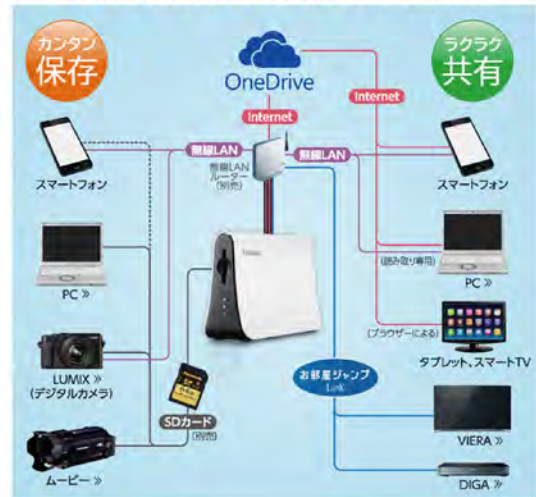 カンタン
保存
OneDrive
ラクラク
共有
Internet
Internet
スマートフォン
無線LAN
無線LAN
ルーター
(別売)
無線LAN
スマートフォン
PC »
(読み取り専用)
PC »
LUMIX »
(デジタルカメラ)
(ブラウザーによる)
タブレット、スマートTV
お部屋ジャンプ
Link
SDカード
(別売)
VIERA »
ムービー »
DIGA »